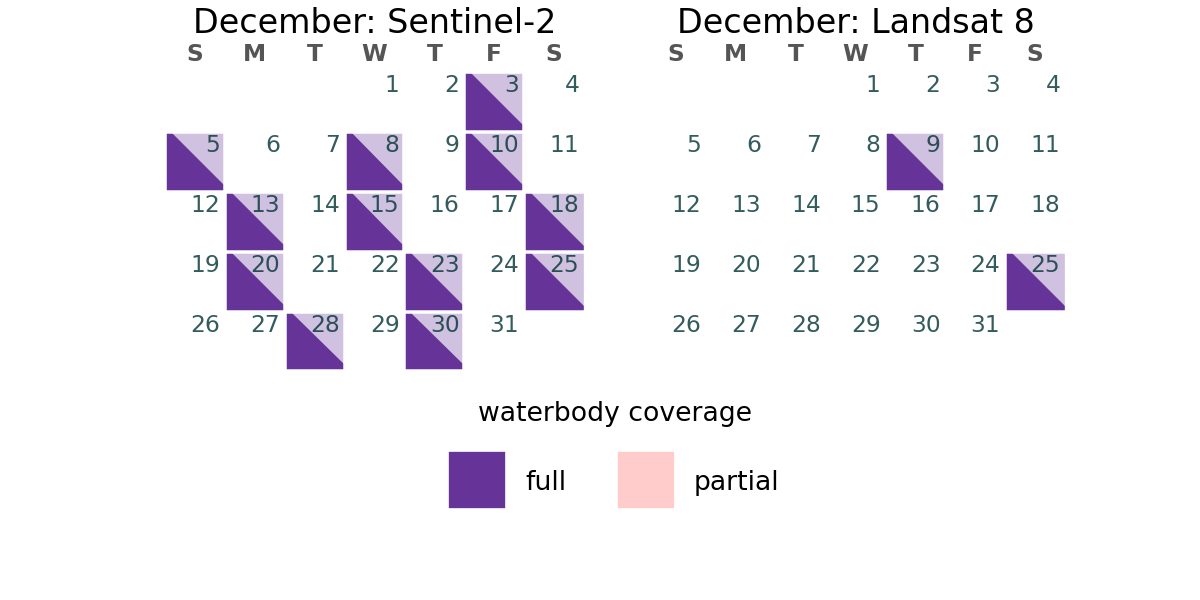 December: Sentinel-2
S M T W T F S
1 2 3 4
5 6 7 8 9 10 11
12 13 14 15 16 17 18
19 20 21 22 23 24 25
26 27 28 29 30 31
December: Landsat 8
S M T W T F S
1 2 3 4
5 6 7 8 9 10 11
12 13 14 15 16 17 18
19 20 21 22 23 24 25
26 27 28 29 30 31
waterbody coverage
full partial